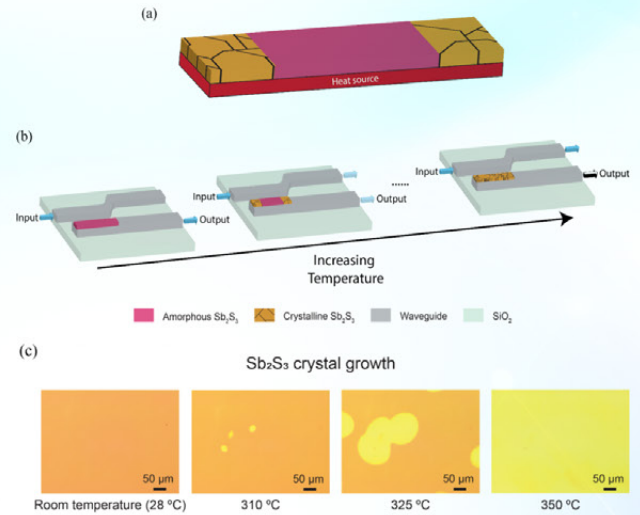 (a)
Heat source
(b)
Input
Output
Input
Output
......
Input
Output
Increasing
Temperature
Amorphous Sb₂S₃
Crystalline Sb₂S₃
Waveguide
SiO₂
(c)
Sb₂S₃ crystal growth
50 µm
50 µm
50 µm
50 µm
Room temperature (28 ºC)
310 ºC
325 ºC
350 ºC